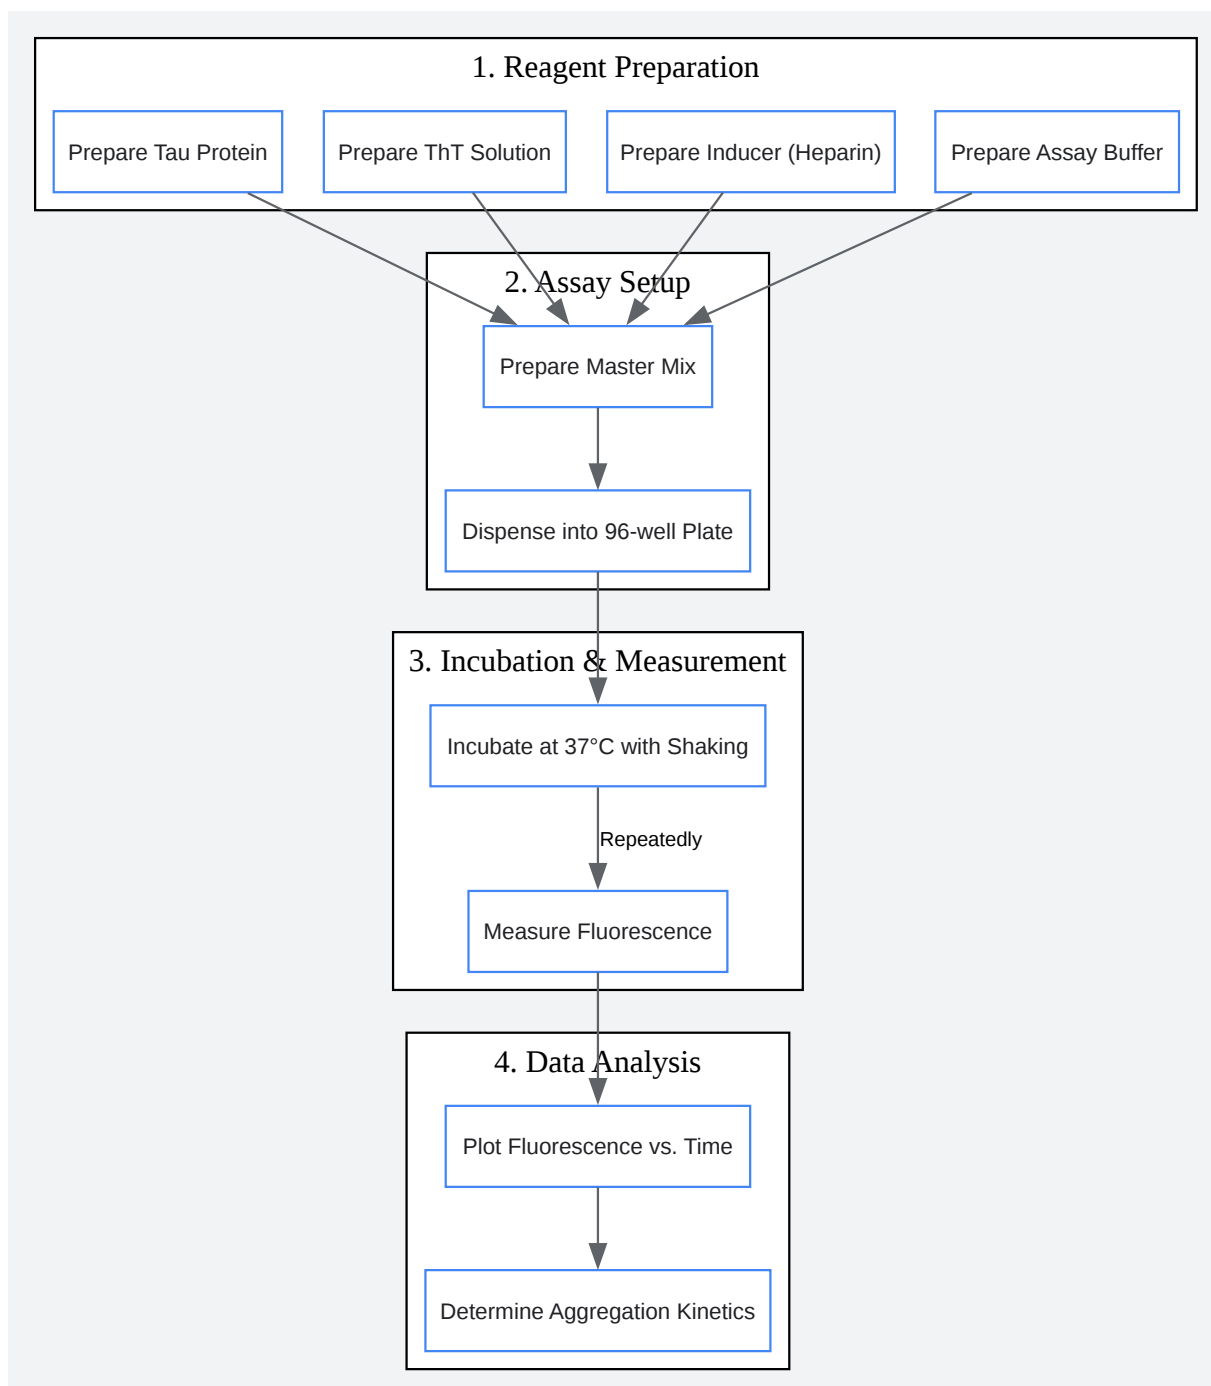 1. Reagent Preparation
Prepare Tau Protein
Prepare ThT Solution
Prepare Inducer (Heparin)
Prepare Assay Buffer
2. Assay Setup
Prepare Master Mix
Dispense into 96-well Plate
3. Incubation & Measurement
Incubate at 37°C with Shaking
Repeatedly
Measure Fluorescence
4. Data Analysis
Plot Fluorescence vs. Time
Determine Aggregation Kinetics